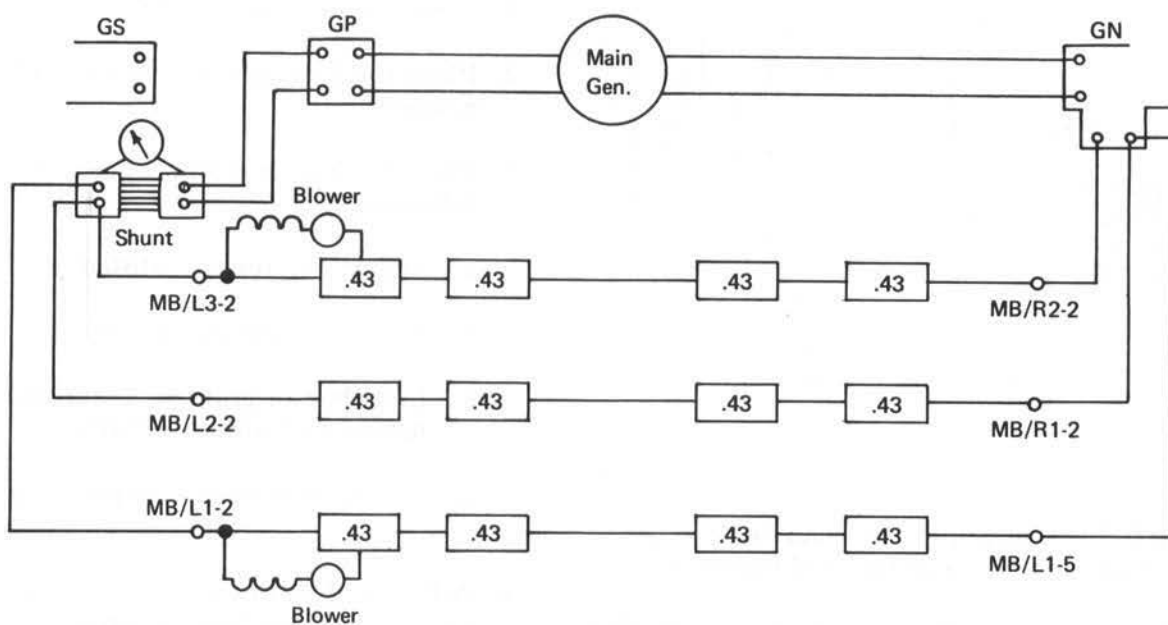 GS
GP
Main
Gen.
GN
Blower
Shunt
.43 .43 .43 .43
MB/L3-2
MB/R2-2
.43 .43 .43 .43
MB/L2-2
MB/R1-2
MB/L1-2
.43 .43 .43 .43
MB/L1-5
Blower